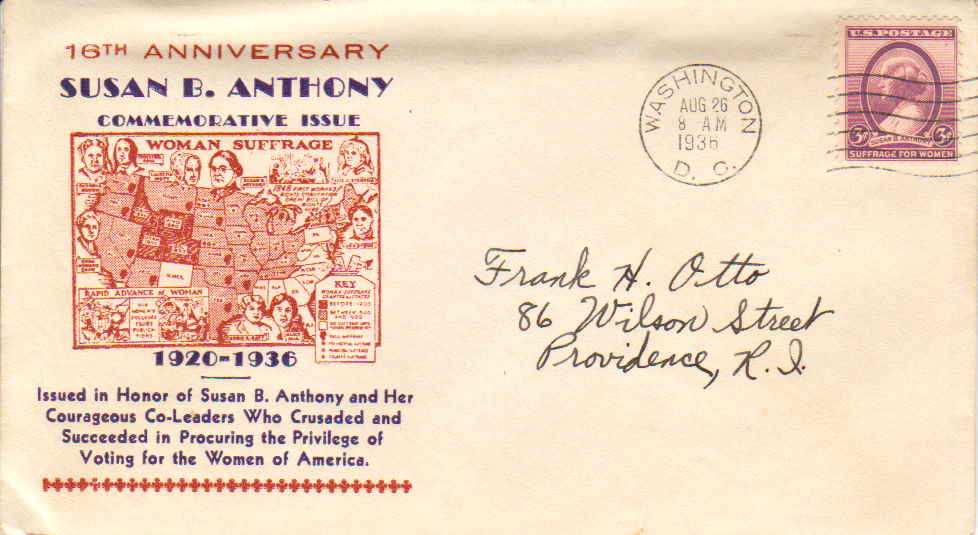 16TH ANNIVERSARY
SUSAN B. ANTHONY
COMMEMORATIVE ISSUE
WOMAN SUFFRAGE
RAPID ADVANCE of WOMAN
KEY
1920-1936
Issued in Honor of Susan B. Anthony and Her
Courageous Co-Leaders Who Crusaded and
Succeeded in Procuring the Privilege of
Voting for the Women of America.
WASHINGTON
AUG 26
8 AM
1936
D. C.
U.S. POSTAGE
3¢ 3¢
SUSAN B. ANTHONY
SUFFRAGE FOR WOMEN
Frank H. Otto
86 Wilson Street
Providence, R.I.